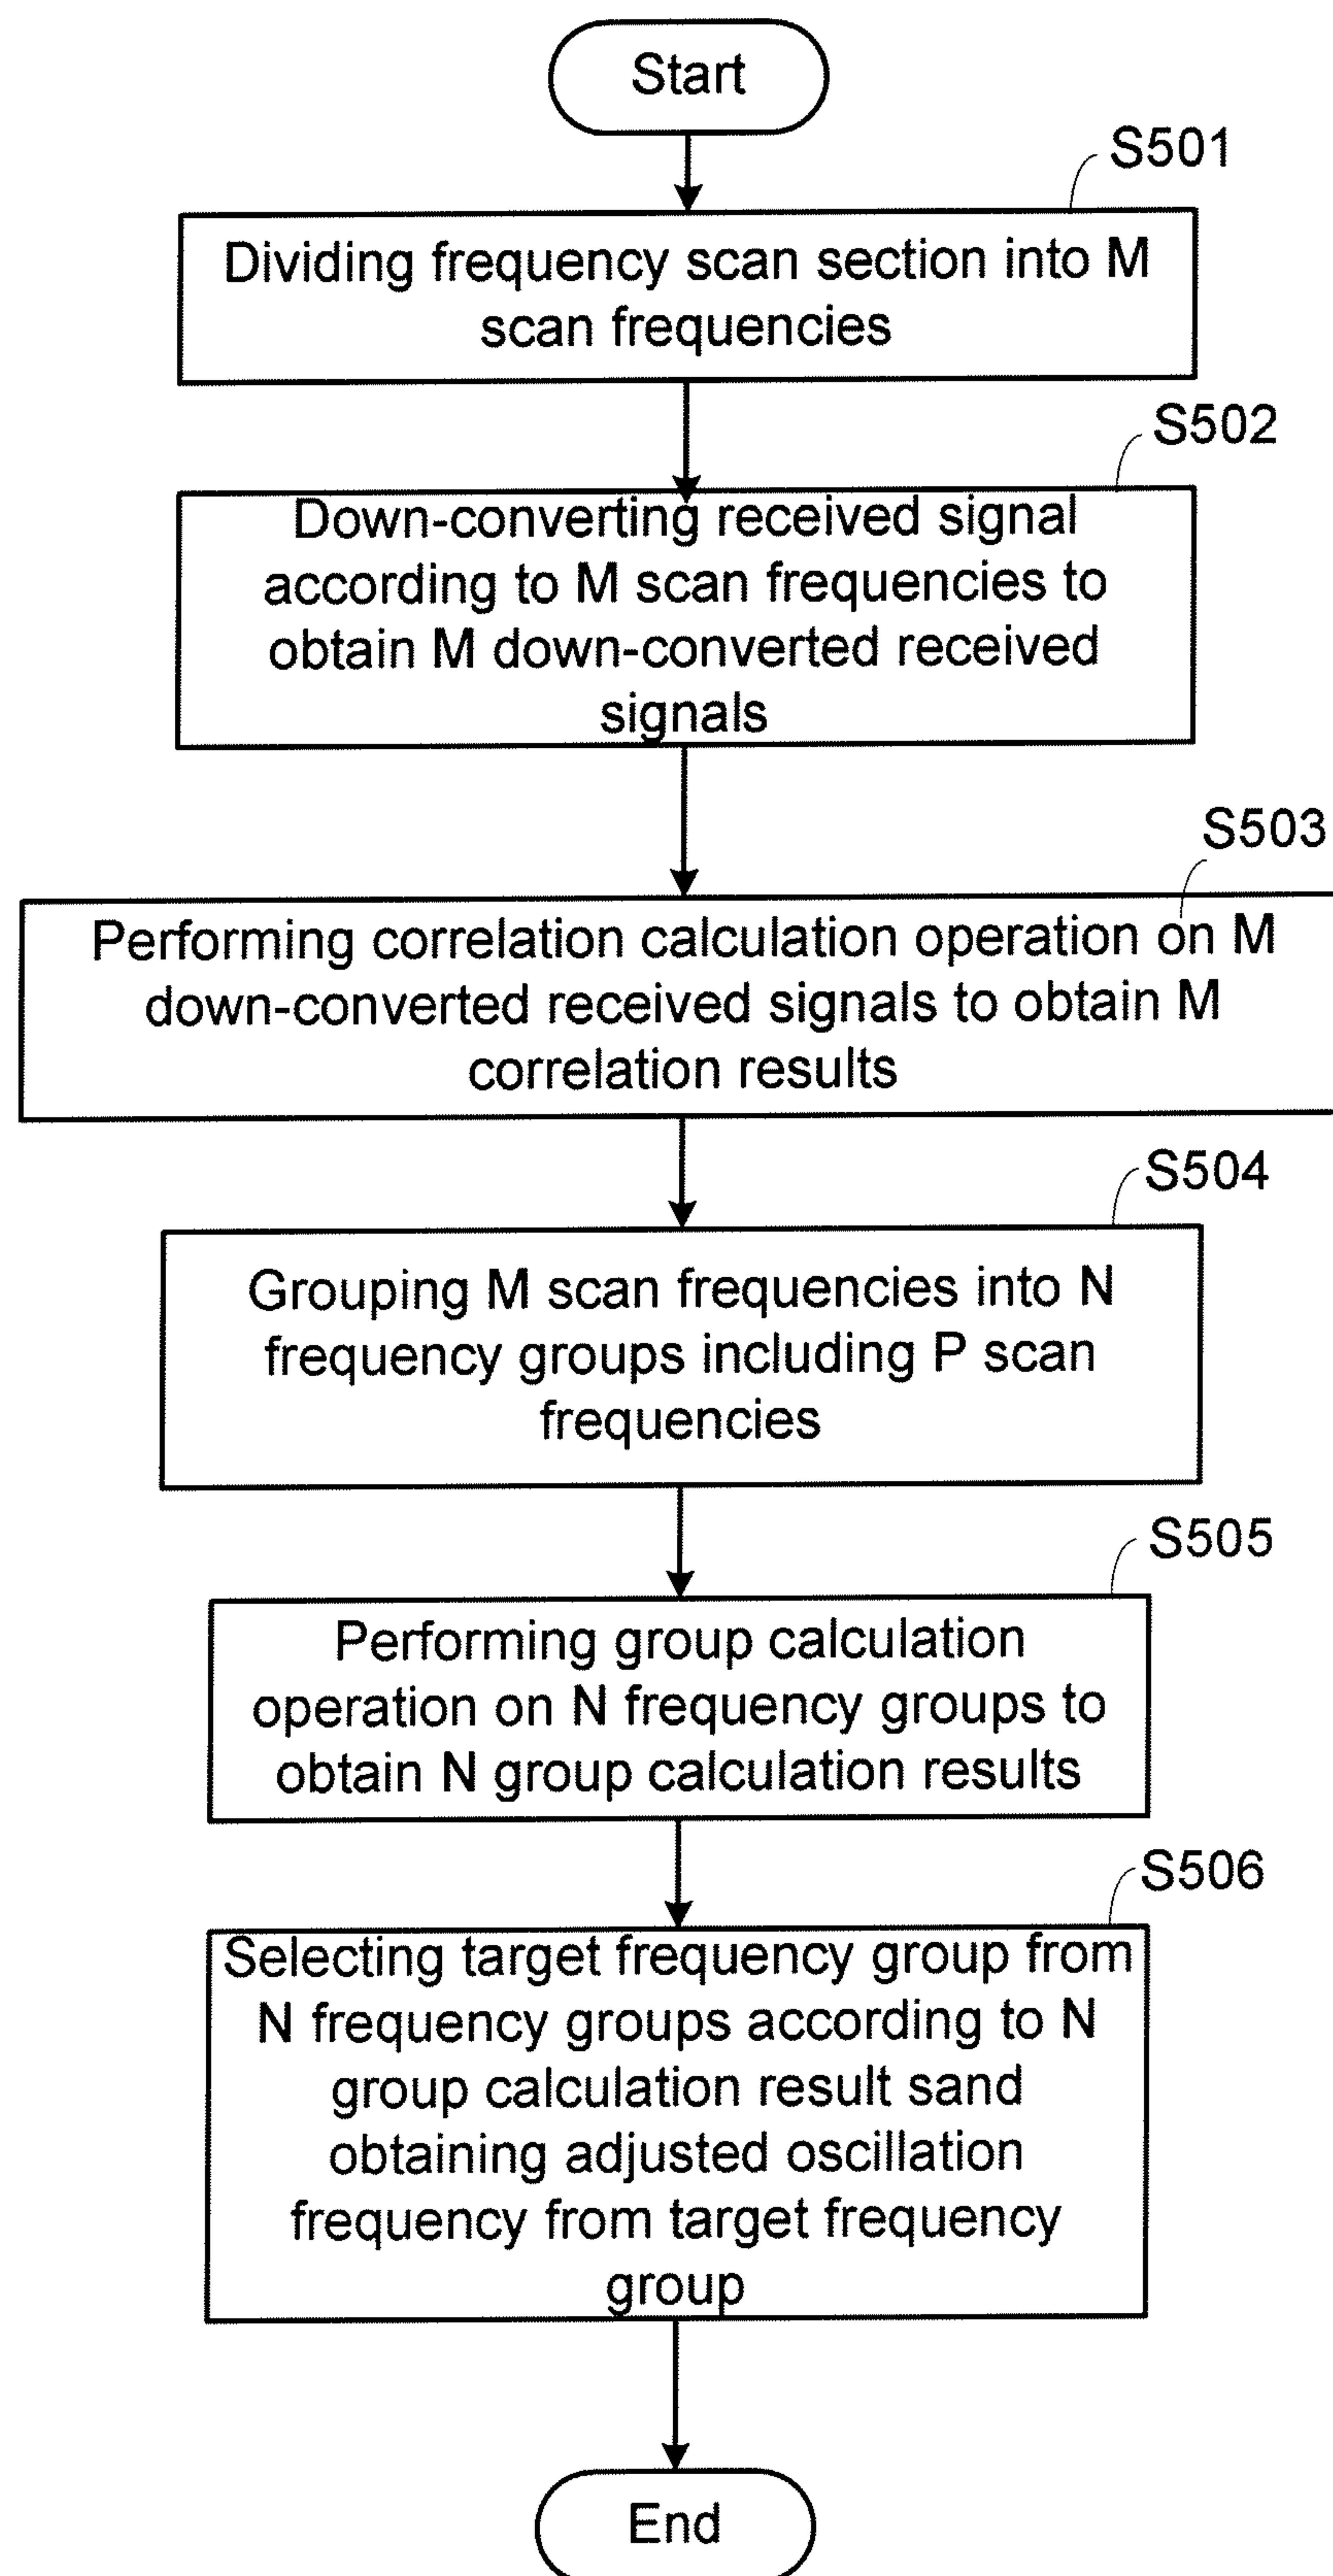 Start
S501
Dividing frequency scan section into M
scan frequencies
S502
Down-converting received signal
according to M scan frequencies to
obtain M down-converted received
signals
S503
Performing correlation calculation operation on M
down-converted received signals to obtain M
correlation results
S504
Grouping M scan frequencies into N
frequency groups including P scan
frequencies
S505
Performing group calculation
operation on N frequency groups to
obtain N group calculation results
S506
Selecting target frequency group from
N frequency groups according to N
group calculation result sand
obtaining adjusted oscillation
frequency from target frequency
group
End